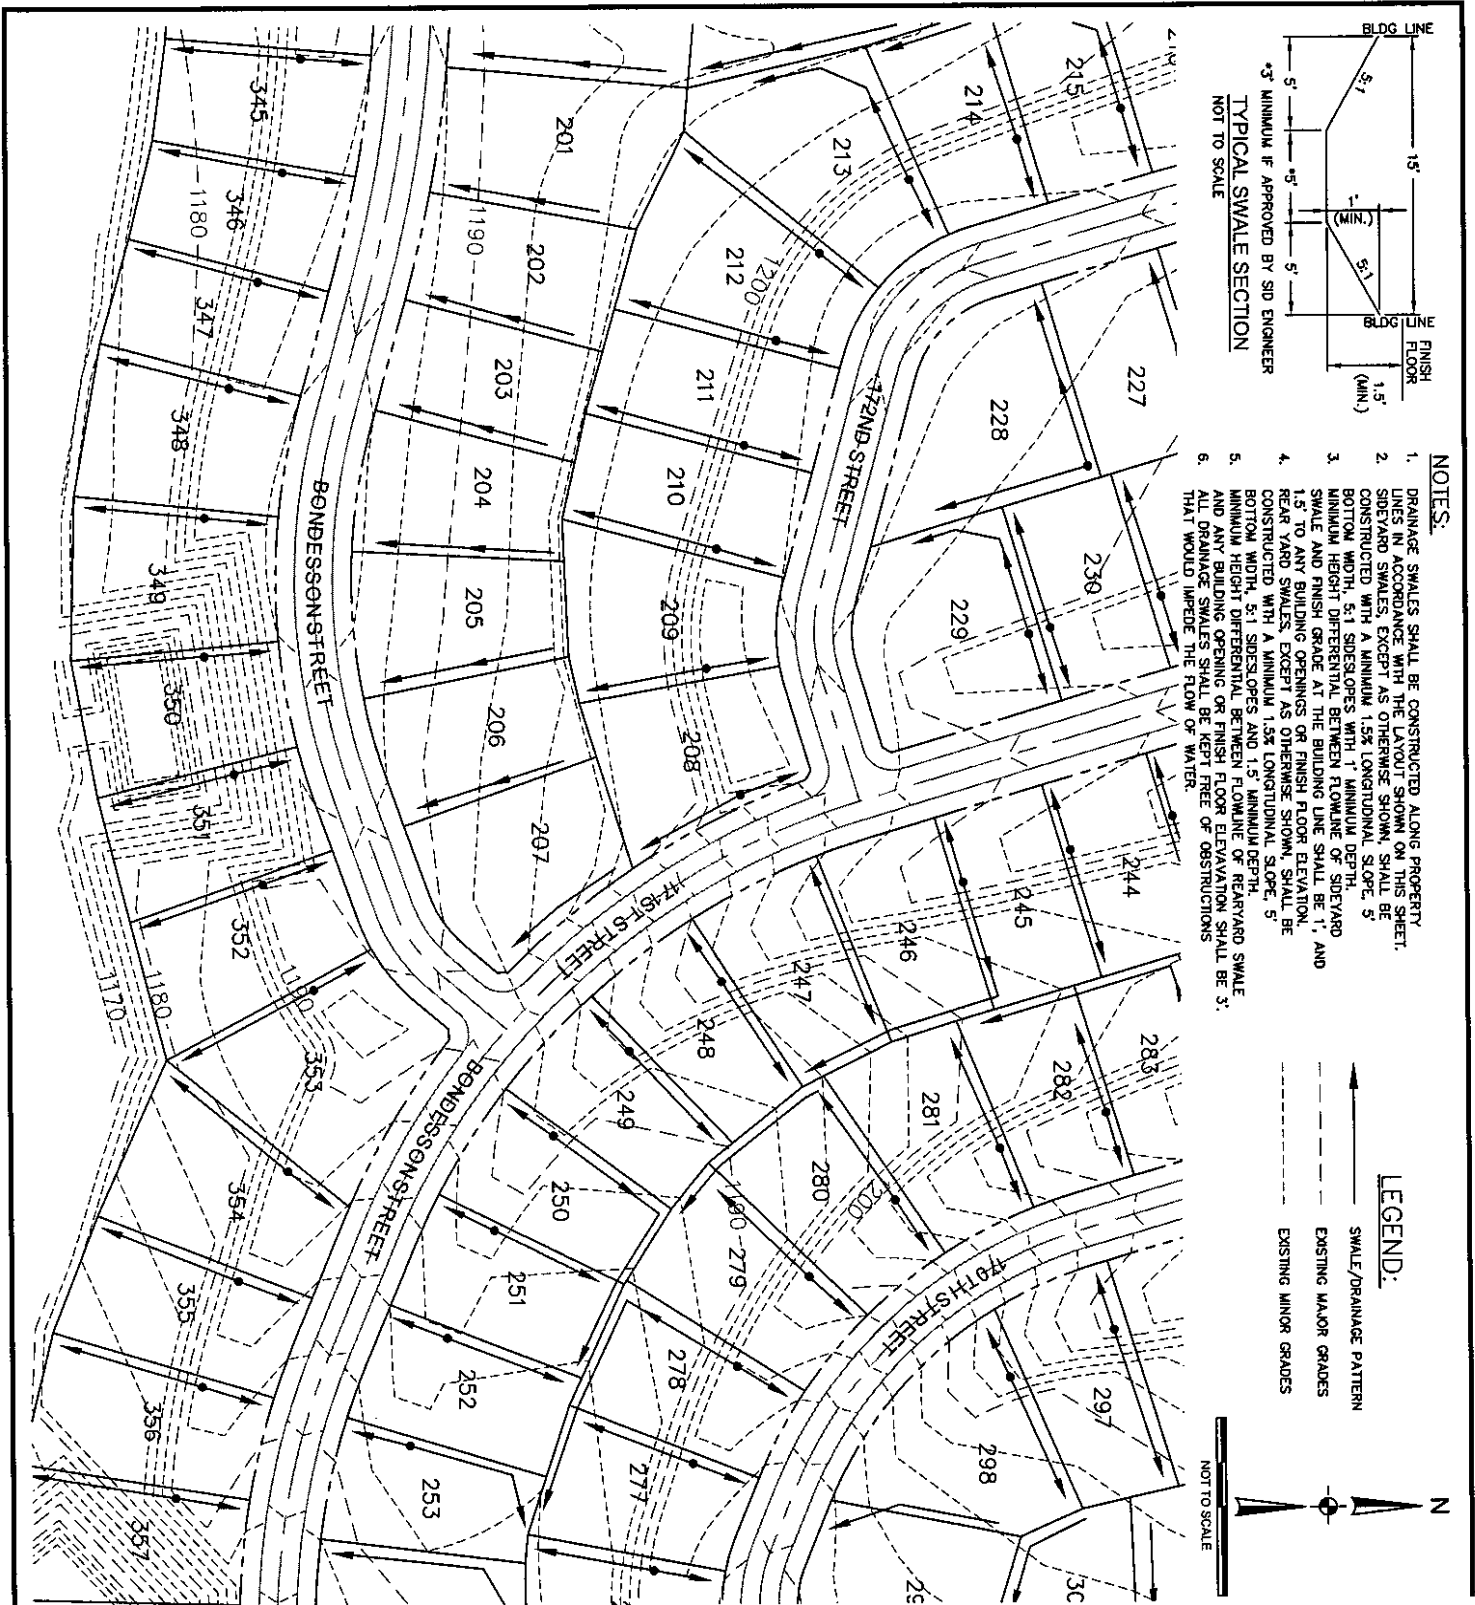 BLDG LINE
15'
5:1
1'
(MIN.)
5:1
BLDG LINE
FINISH
FLOOR
1.5'
(MIN.)
5'
*5'
5'
*3' MINIMUM IF APPROVED BY SID ENGINEER
TYPICAL SWALE SECTION
NOT TO SCALE
NOTES:
1. DRAINAGE SWALES SHALL BE CONSTRUCTED ALONG PROPERTY
LINES IN ACCORDANCE WITH THE LAYOUT SHOWN ON THIS SHEET.
2. SIDEYARD SWALES, EXCEPT AS OTHERWISE SHOWN, SHALL BE
CONSTRUCTED WITH A MINIMUM 1.5% LONGITUDINAL SLOPE, 5'
BOTTOM WIDTH, 5:1 SIDESLOPES WITH 1' MINIMUM DEPTH.
3. MINIMUM HEIGHT DIFFERENTIAL BETWEEN FLOWLINE OF SIDEYARD
SWALE AND FINISH GRADE AT THE BUILDING LINE SHALL BE 1', AND
1.5' TO ANY BUILDING OPENINGS OR FINISH FLOOR ELEVATION.
4. REAR YARD SWALES, EXCEPT AS OTHERWISE SHOWN, SHALL BE
CONSTRUCTED WITH A MINIMUM 1.5% LONGITUDINAL SLOPE, 5'
BOTTOM WIDTH, 5:1 SIDESLOPES AND 1.5' MINIMUM DEPTH.
5. MINIMUM HEIGHT DIFFERENTIAL BETWEEN FLOWLINE OF REARYARD SWALE
AND ANY BUILDING OPENING OR FINISH FLOOR ELEVAVATION SHALL BE 3'.
6. ALL DRAINAGE SWALES SHALL BE KEPT FREE OF OBSTRUCTIONS
THAT WOULD IMPEDE THE FLOW OF WATER.
LEGEND:
SWALE/DRAINAGE PATTERN
EXISTING MAJOR GRADES
EXISTING MINOR GRADES
N
NOT TO SCALE
215
214
213
212
1200
211
210
209
208
172ND STREET
227
228
230
229
244
245
246
247
248
249
250
251
252
253
171ST STREET
283
282
281
280
279
278
277
1200
170TH STREET
297
298
201
202
1190
203
204
205
206
207
BONDESSON STREET
BONDESSON STREET
345
346
1180
347
348
349
350
351
352
1190
353
354
355
356
357
1180
1170